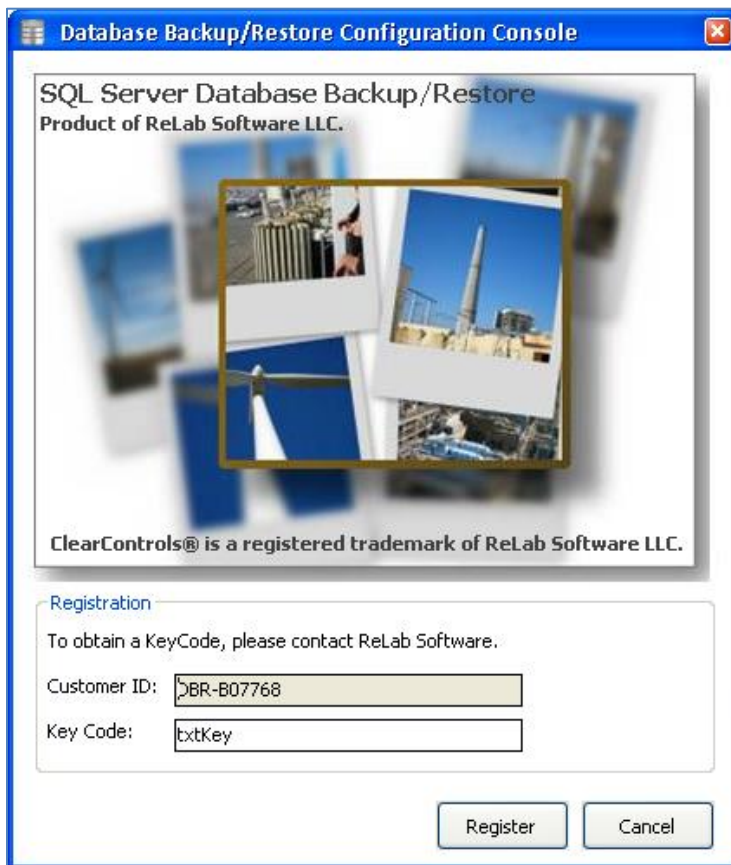 Database Backup/Restore Configuration Console
SQL Server Database Backup/Restore
Product of ReLab Software LLC.
ClearControls® is a registered trademark of ReLab Software LLC.
Registration
To obtain a KeyCode, please contact ReLab Software.
Customer ID: DBR-B07768
Key Code: txtKey
Register Cancel